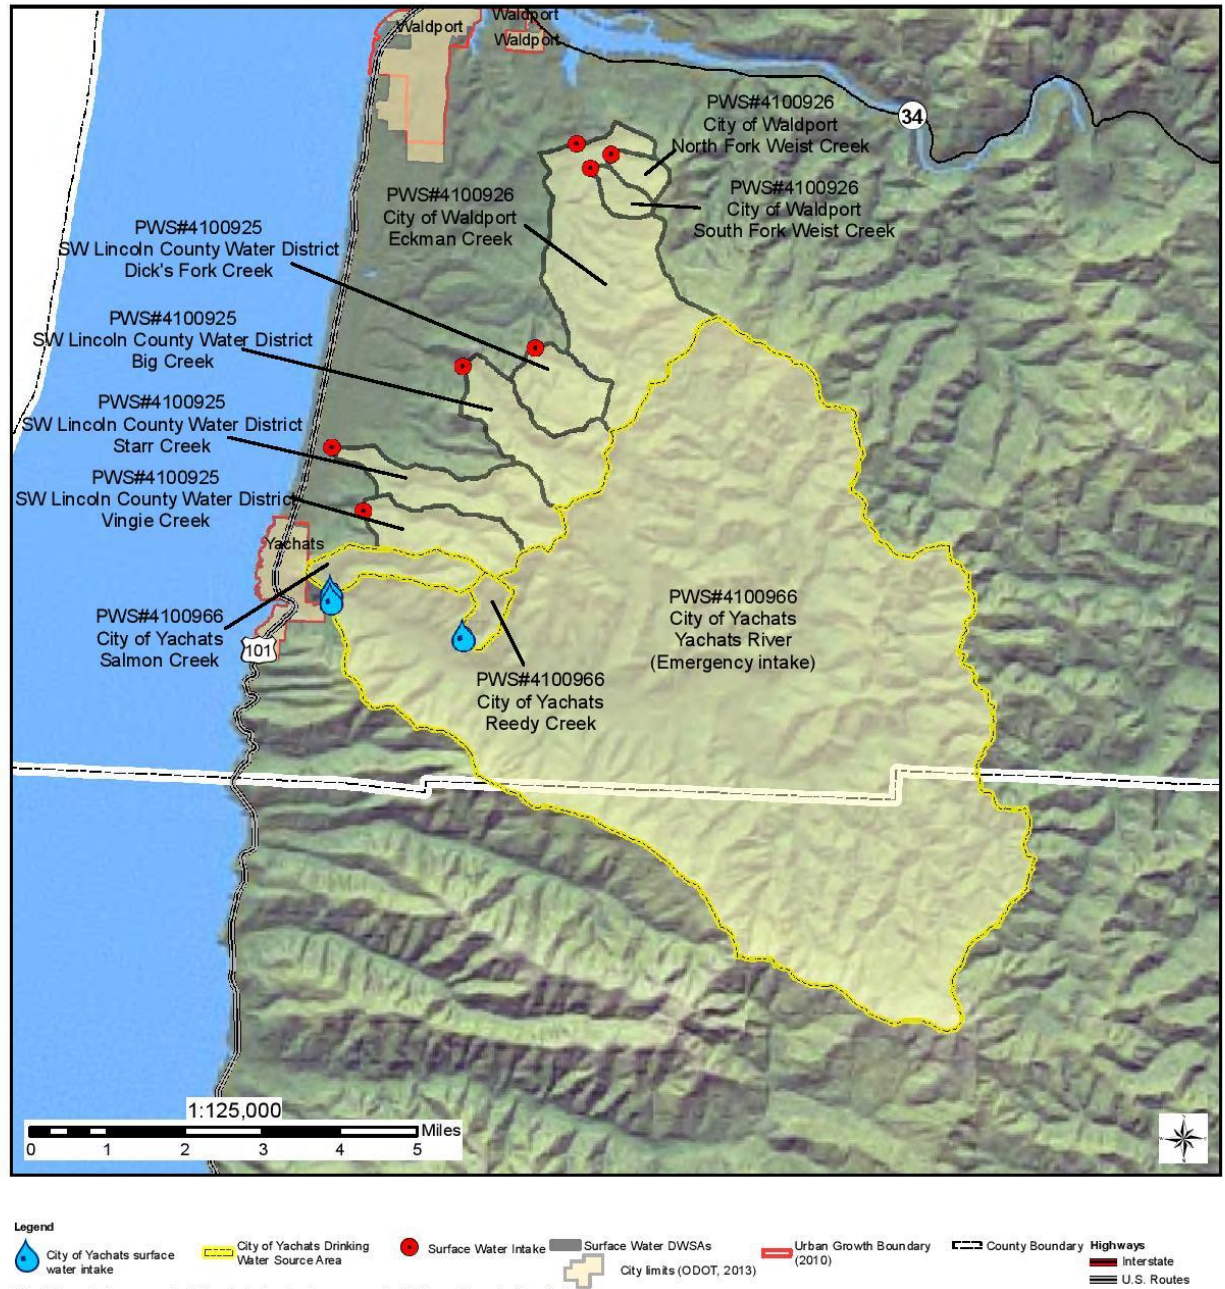 Waldport
Waldport
Waldport
34
PWS#4100926
City of Waldport
North Fork Weist Creek
PWS#4100926
City of Waldport
South Fork Weist Creek
PWS#4100926
City of Waldport
Eckman Creek
PWS#4100925
SW Lincoln County Water District
Dick's Fork Creek
PWS#4100925
SW Lincoln County Water District
Big Creek
PWS#4100925
SW Lincoln County Water District
Starr Creek
PWS#4100925
SW Lincoln County Water District
Vingie Creek
Yachats
PWS#4100966
City of Yachats
Salmon Creek
101
PWS#4100966
City of Yachats
Reedy Creek
PWS#4100966
City of Yachats
Yachats River
(Emergency intake)
1:125,000
Miles
0 1 2 3 4 5
Legend
City of Yachats surface
water intake
City of Yachats Drinking
Water Source Area
Surface Water Intake
Surface Water DWSAs
City limits (ODOT, 2013)
Urban Growth Boundary
(2010)
County Boundary
Highways
Interstate
U.S. Routes